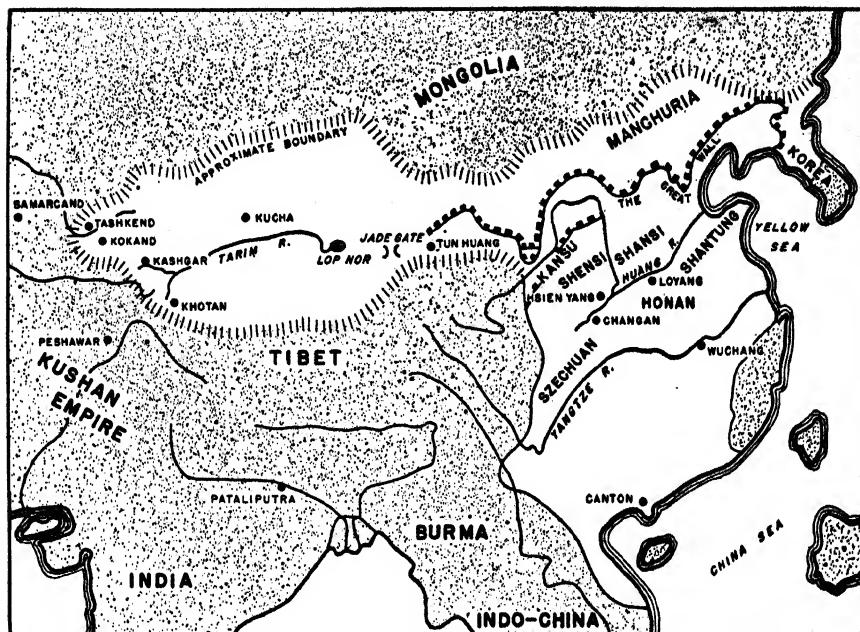 MONGOLIA
MANCHURIA
APPROXIMATE BOUNDARY
THE GREAT WALL
KOREA
SAMARCAND
TASHKEND
KOKAND
KUCHA
KASHGAR
TARIN R.
LOP NOR
JADE GATE
TUN HUANG
KANSU
SHENSI
SHANSI
HUANG R.
SHANTUNG
YELLOW
SEA
KHOTAN
HSIEN YANG
LOYANG
HONAN
CHANGAN
PESHAWAR
TIBET
SZECHUAN
YANGTZE R.
WUCHANG
KUSHAN
EMPIRE
PATALIPUTRA
CANTON
BURMA
CHINA SEA
INDIA
INDO-CHINA